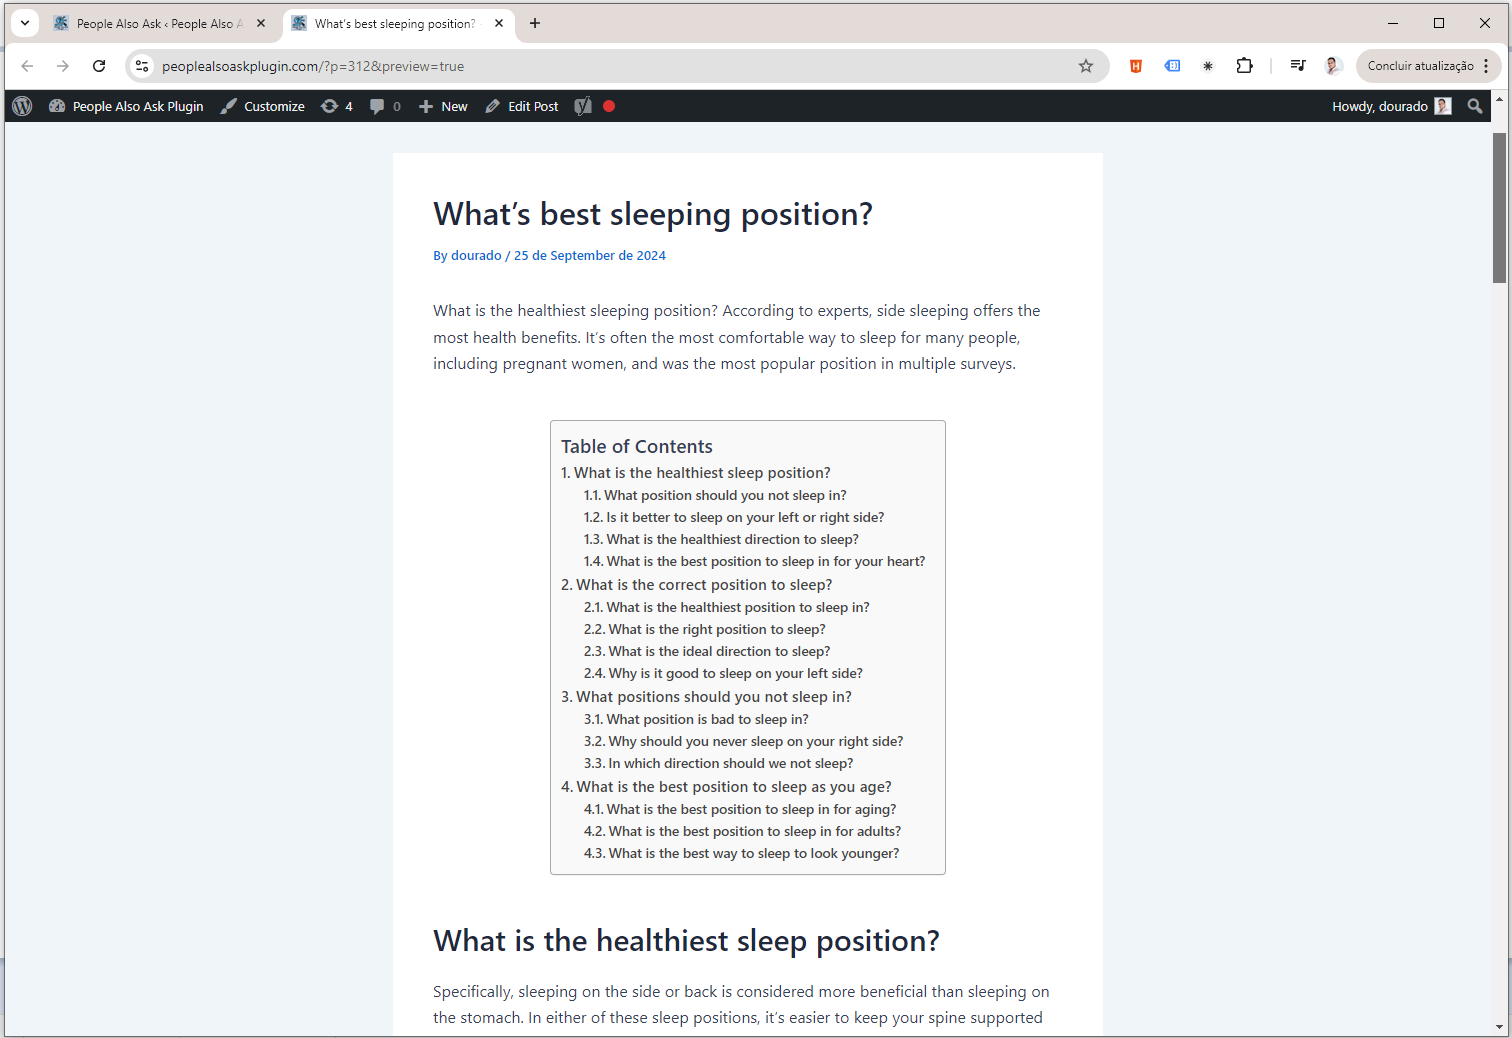 People Also Ask ‹ People Also A
What's best sleeping position?
peoplealsoaskplugin.com/?p=312&preview=true
Concluir atualização
People Also Ask Plugin
Customize
4
0
New
Edit Post
Howdy, dourado
What's best sleeping position?
By dourado / 25 de September de 2024
What is the healthiest sleeping position? According to experts, side sleeping offers the
most health benefits. It's often the most comfortable way to sleep for many people,
including pregnant women, and was the most popular position in multiple surveys.
Table of Contents
1. What is the healthiest sleep position?
1.1. What position should you not sleep in?
1.2. Is it better to sleep on your left or right side?
1.3. What is the healthiest direction to sleep?
1.4. What is the best position to sleep in for your heart?
2. What is the correct position to sleep?
2.1. What is the healthiest position to sleep in?
2.2. What is the right position to sleep?
2.3. What is the ideal direction to sleep?
2.4. Why is it good to sleep on your left side?
3. What positions should you not sleep in?
3.1. What position is bad to sleep in?
3.2. Why should you never sleep on your right side?
3.3. In which direction should we not sleep?
4. What is the best position to sleep as you age?
4.1. What is the best position to sleep in for aging?
4.2. What is the best position to sleep in for adults?
4.3. What is the best way to sleep to look younger?
What is the healthiest sleep position?
Specifically, sleeping on the side or back is considered more beneficial than sleeping on
the stomach. In either of these sleep positions, it's easier to keep your spine supported